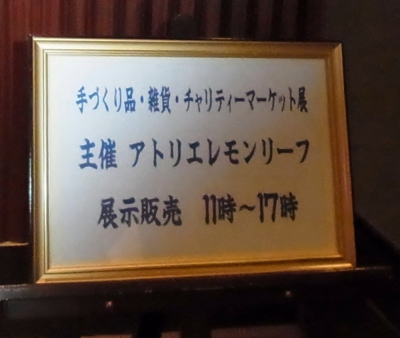 手づくり品・雑貨・チャリティーマーケット展
主催 アトリエレモンリーフ
展示販売 11時～17時